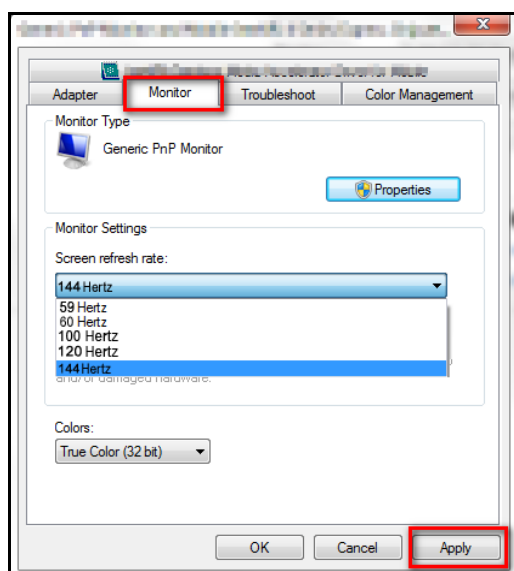 Adapter
Monitor
Troubleshoot
Color Management
Monitor Type
Generic PnP Monitor
Properties
Monitor Settings
Screen refresh rate:
144 Hertz
59 Hertz
60 Hertz
100 Hertz
120 Hertz
144 Hertz
and/or damaged hardware.
Colors:
True Color (32 bit)
OK
Cancel
Apply